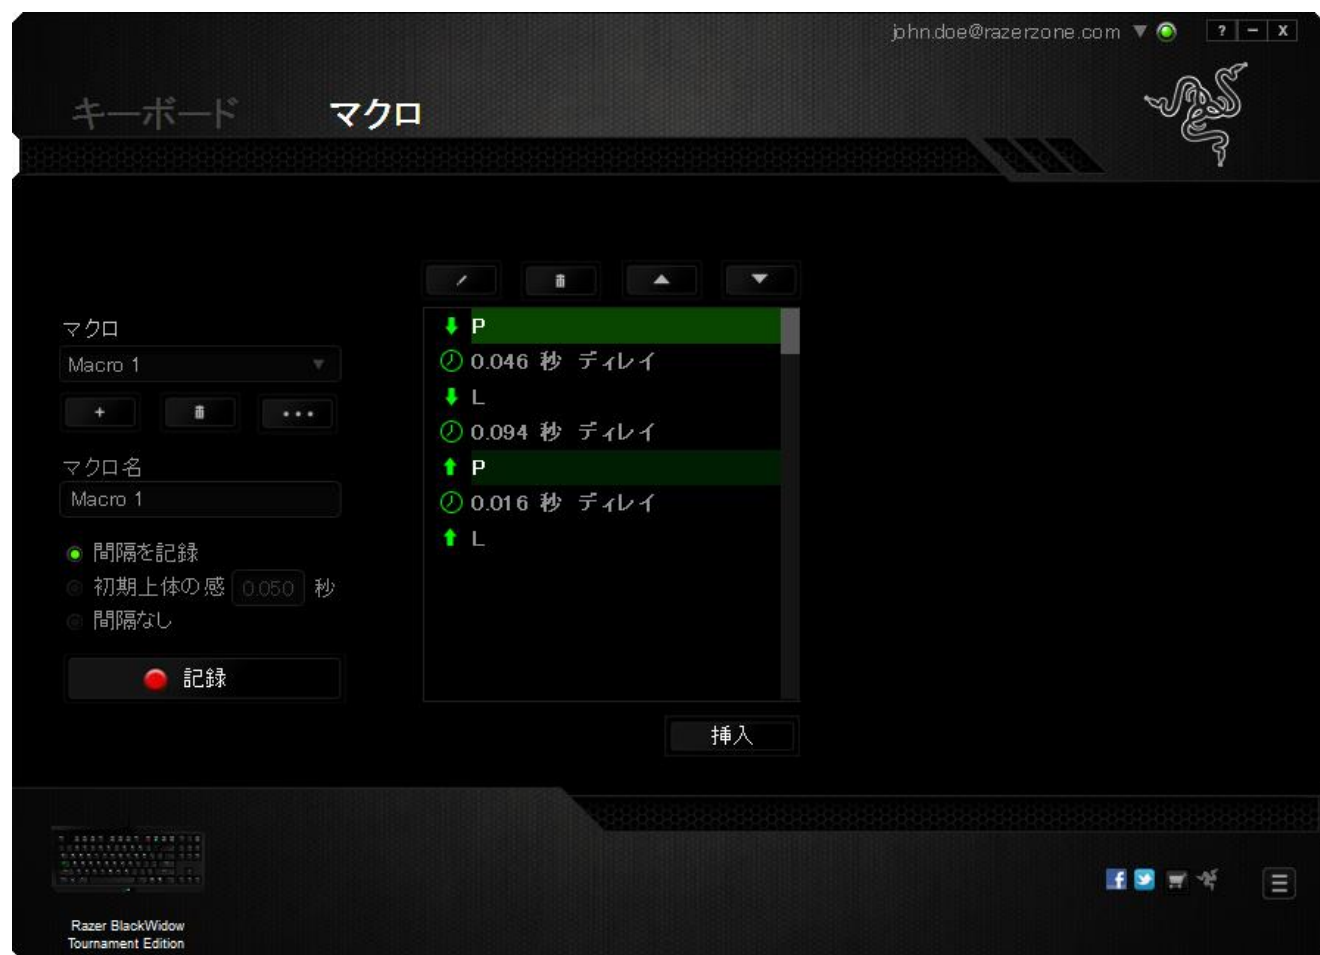 john.doe@razerzone.com
? − X
キーボード マクロ
マクロ
Macro 1
+
マクロ名
Macro 1
間隔を記録
初期上体の感 0.050 秒
間隔なし
記録
P
0.046 秒 ディレイ
L
0.094 秒 ディレイ
P
0.016 秒 ディレイ
L
挿入
Razer BlackWidow
Tournament Edition